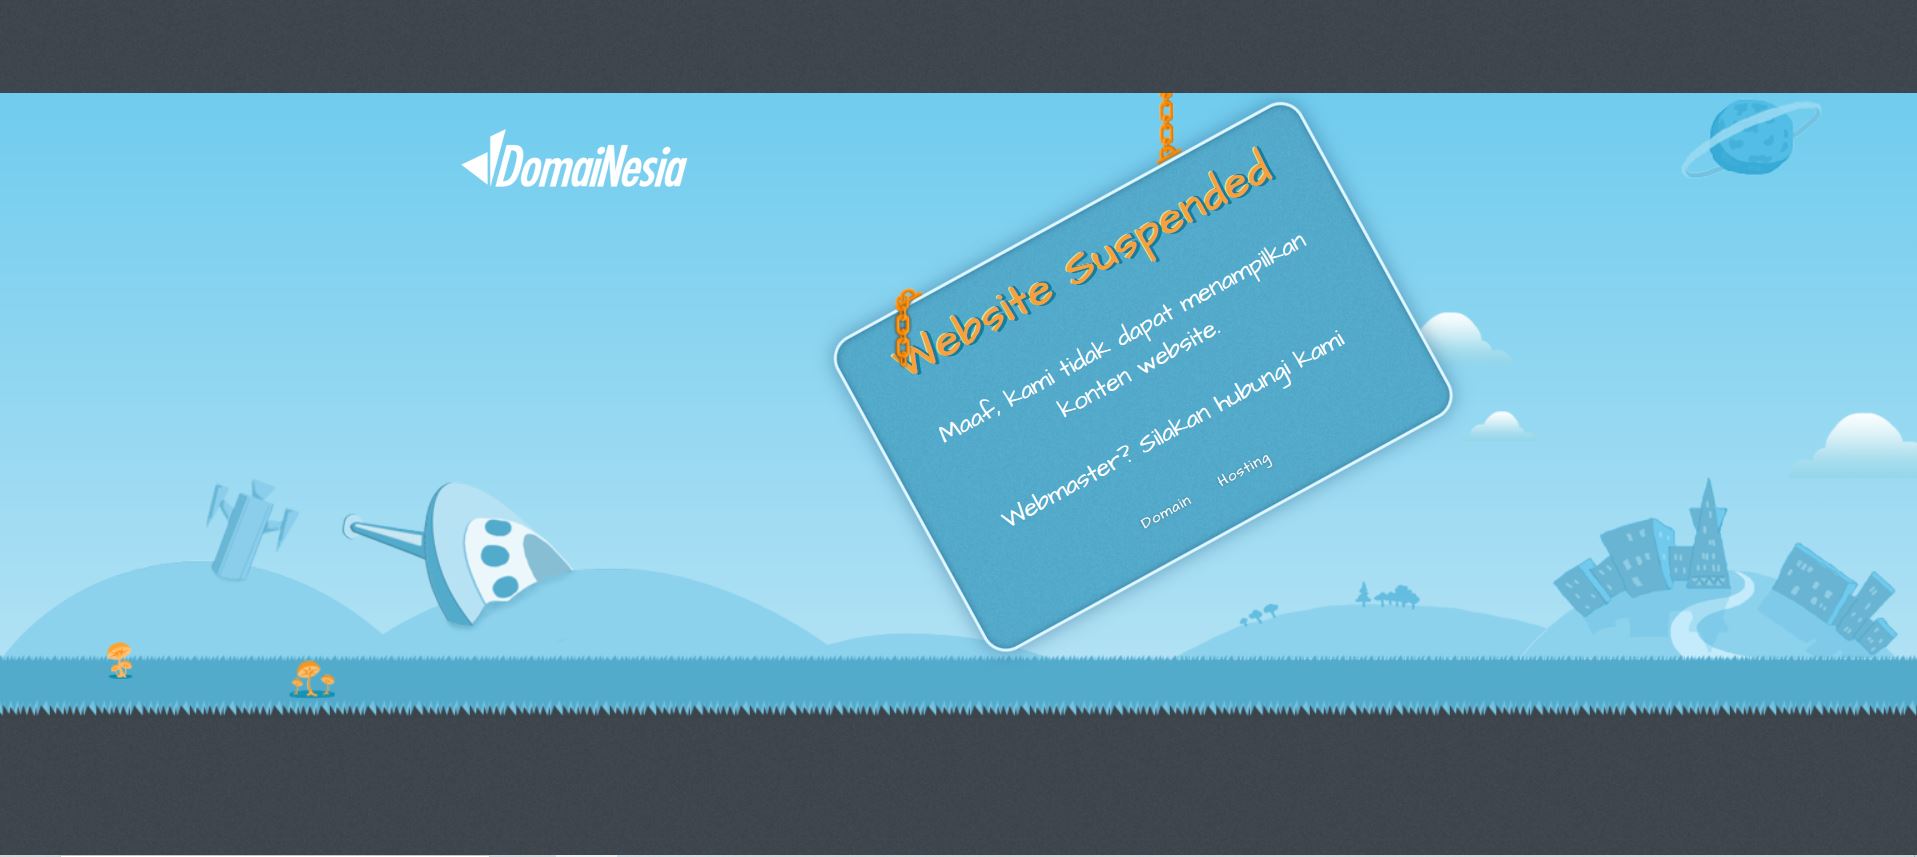 DomaiNesia
Website Suspended
Maaf, kami tidak dapat menampilkan
konten website.
Webmaster? Silakan hubungi kami
Domain Hosting